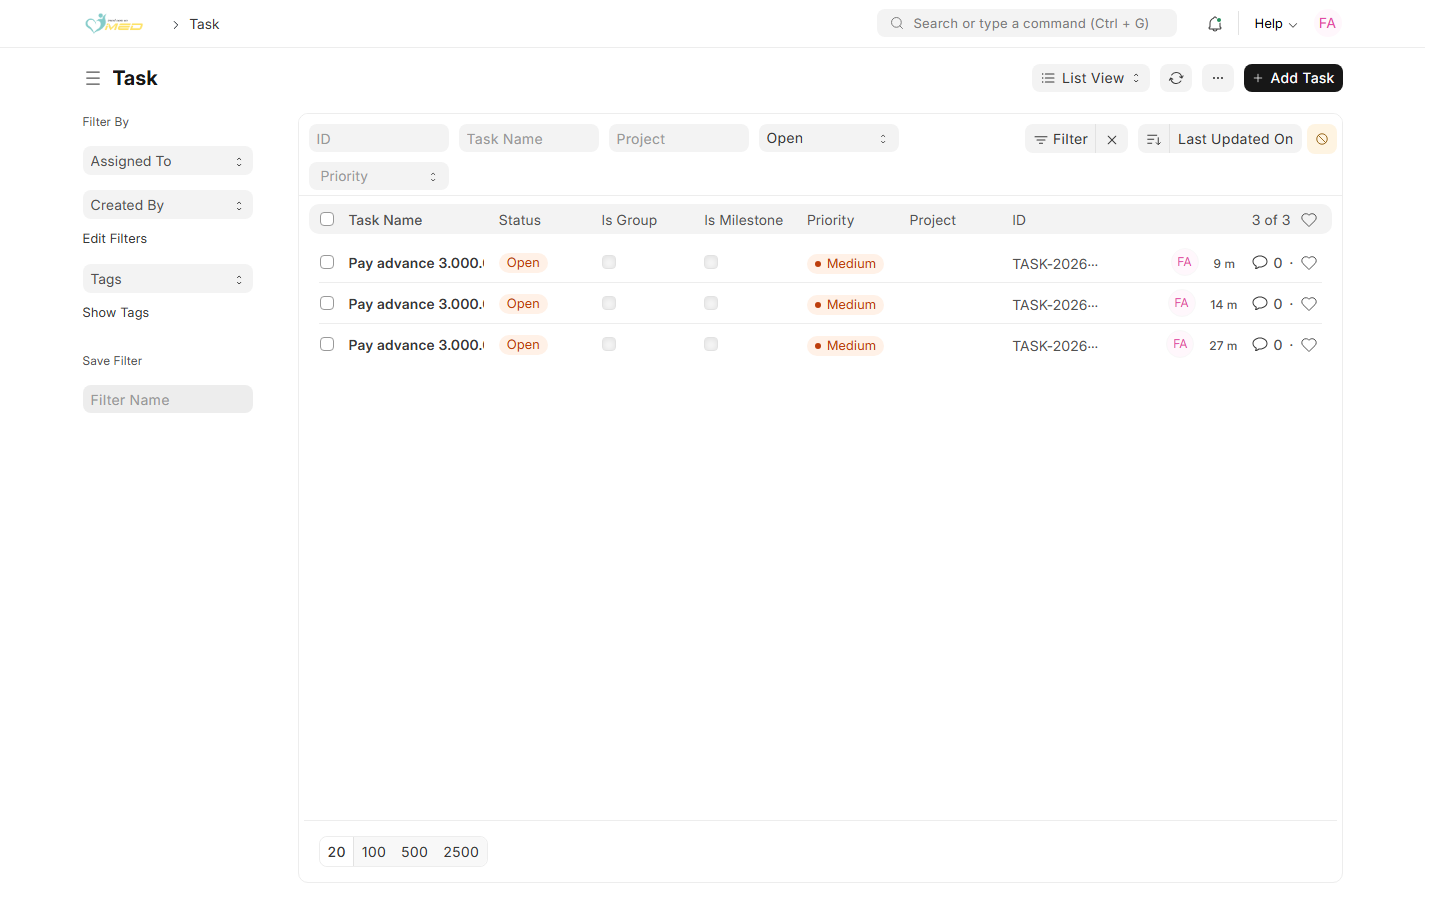 MED
Task
Search or type a command (Ctrl + G)
Help
FA
Task
List View
Add Task
Filter By
Assigned To
Created By
Edit Filters
Tags
Show Tags
Save Filter
Filter Name
ID
Task Name
Project
Open
Filter
Last Updated On
Priority
Task Name Status Is Group Is Milestone Priority Project ID 3 of 3
Pay advance 3.000. Open Medium TASK-2026··· FA 9 m 0 ·
Pay advance 3.000. Open Medium TASK-2026··· FA 14 m 0 ·
Pay advance 3.000. Open Medium TASK-2026··· FA 27 m 0 ·
20 100 500 2500